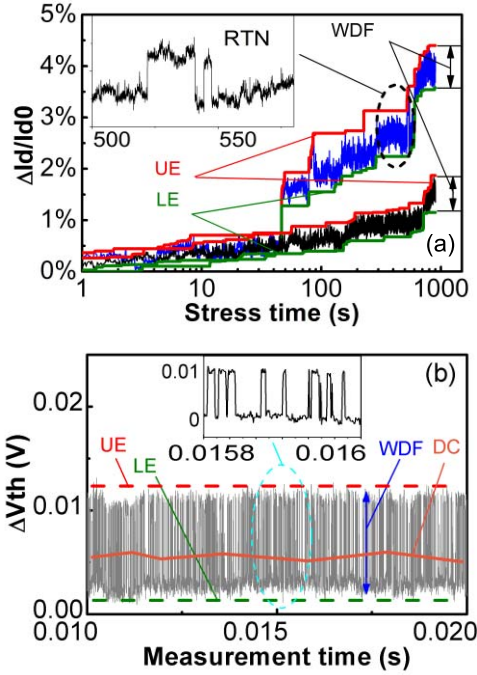 5%
4%
3%
2%
1%
0%
ΔId/Id0
RTN
500
550
WDF
UE
LE
(a)
1
10
100
1000
Stress time (s)
0.02
0.01
0.00
ΔVth (V)
0.01
0
0.01580
0.016
(b)
UE
LE
WDF
DC
0.010
0.015
0.020
Measurement time (s)